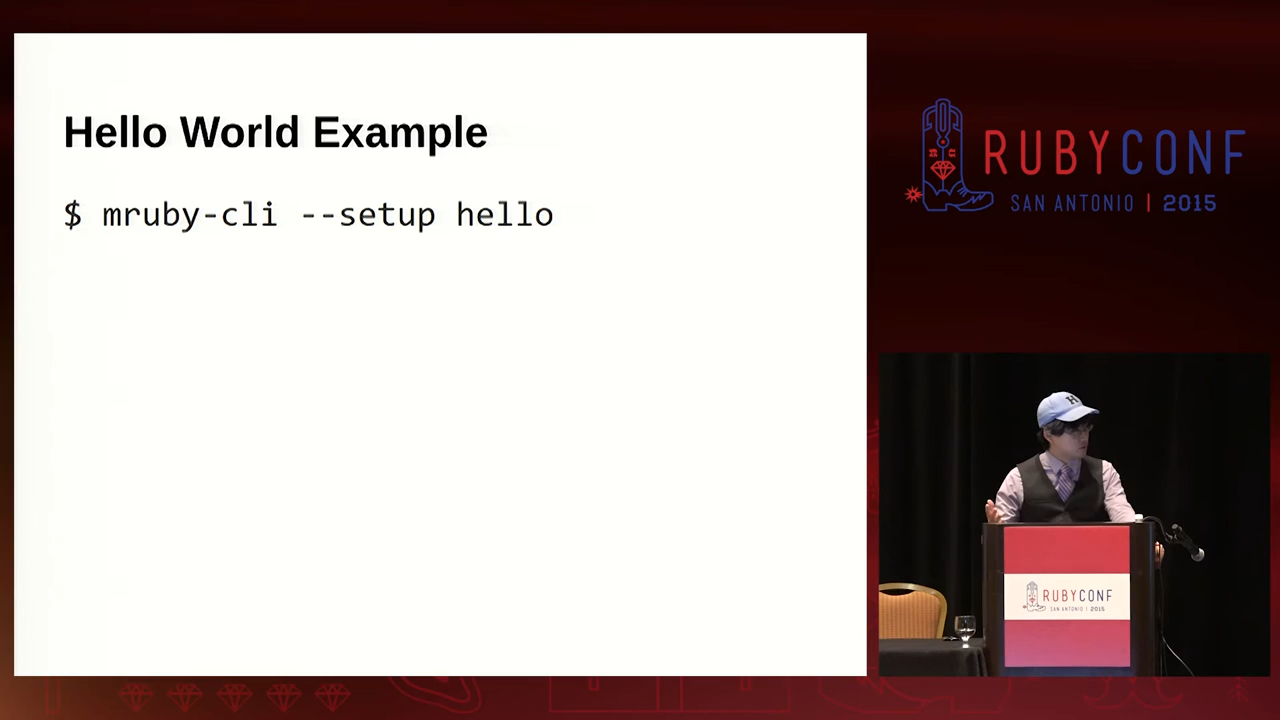 Hello World Example
$ mruby-cli --setup hello
RUBYCONF
SAN ANTONIO | 2015
H
RUBYCONF
SAN ANTONIO | 2015